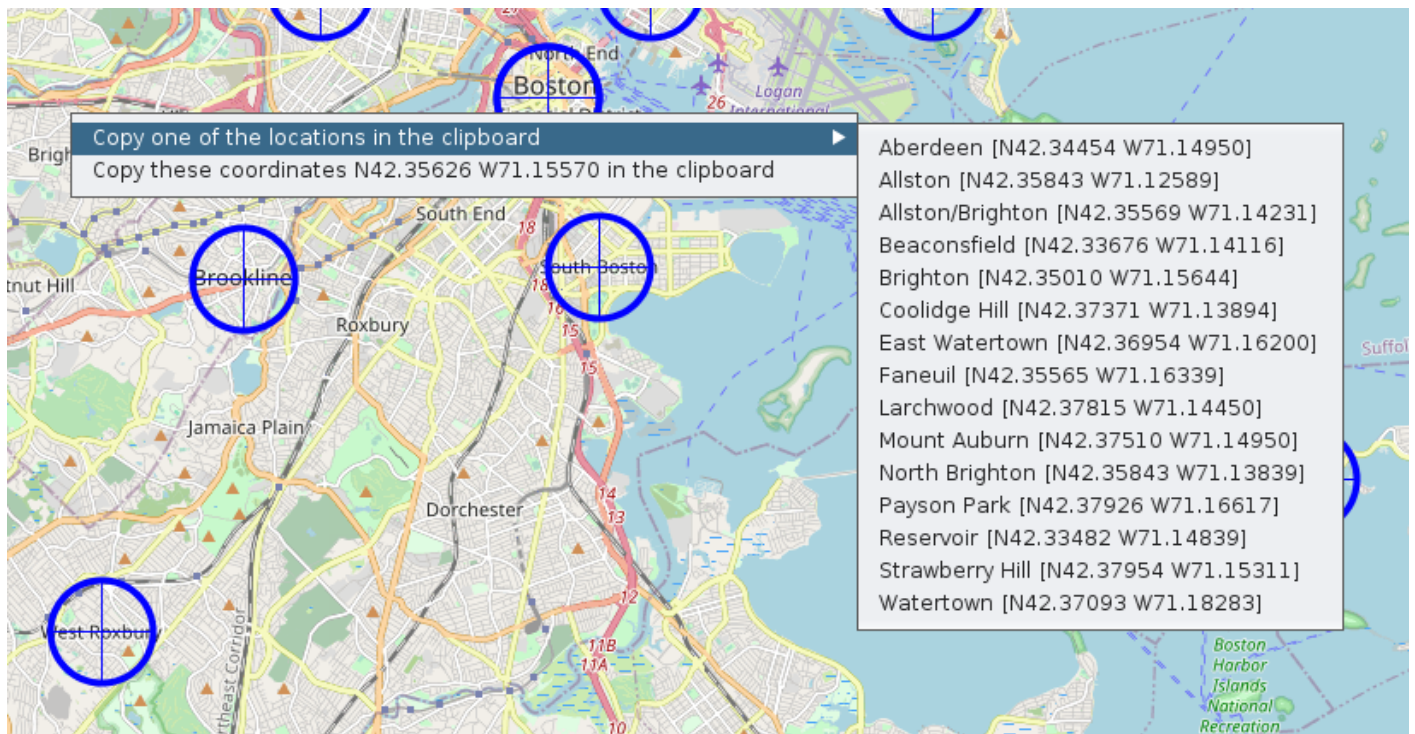 North End
Boston
26
Logan
International
Copy one of the locations in the clipboard
Copy these coordinates N42.35626 W71.15570 in the clipboard
Aberdeen [N42.34454 W71.14950]
Allston [N42.35843 W71.12589]
Allston/Brighton [N42.35569 W71.14231]
Beaconsfield [N42.33676 W71.14116]
Brighton [N42.35010 W71.15644]
Coolidge Hill [N42.37371 W71.13894]
East Watertown [N42.36954 W71.16200]
Faneuil [N42.35565 W71.16339]
Larchwood [N42.37815 W71.14450]
Mount Auburn [N42.37510 W71.14950]
North Brighton [N42.35843 W71.13839]
Payson Park [N42.37926 W71.16617]
Reservoir [N42.33482 W71.14839]
Strawberry Hill [N42.37954 W71.15311]
Watertown [N42.37093 W71.18283]
South End
18
Brookline
South Boston
tnut Hill
18
16
Roxbury
15
15
Suffol
Jamaica Plain
14
Dorchester
13
12
West Roxbury
11B
11A
theast Corridor
10
Boston
Harbor
Islands
National
Recreation